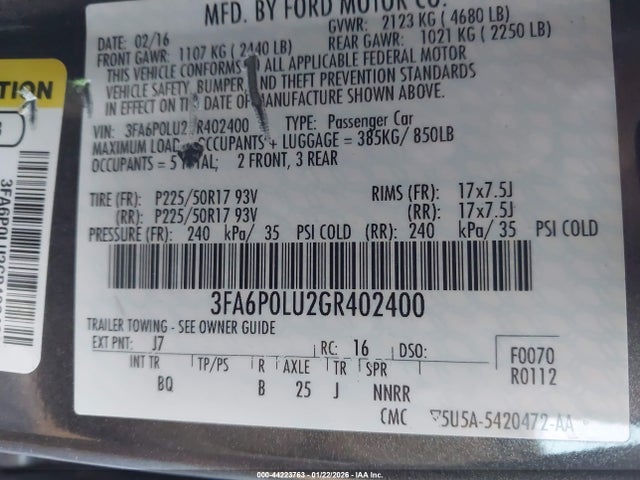 MFD. BY FORD MOTOR CO.
DATE: 02/16 GVWR: 2123 KG ( 4680 LB)
FRONT GAWR: 1107 KG ( 2440 LB) REAR GAWR: 1021 KG ( 2250 LB)
THIS VEHICLE CONFORMS ALL APPLICABLE FEDERAL MOTOR
VEHICLE SAFETY, BUMPER, AND THEFT PREVENTION STANDARDS
IN EFFECT ON THE DATE OF MANUFACTURE SHOWN ABOVE.
VIN: 3FA6P0LU2 R402400 TYPE: Passenger Car
MAXIMUM LOAD OCCUPANTS + LUGGAGE = 385KG/ 850LB
OCCUPANTS = 5 TOTAL; 2 FRONT, 3 REAR
TIRE (FR): P225/50R17 93V RIMS (FR): 17x7.5J
(RR): P225/50R17 93V (RR): 17x7.5J
PRESSURE (FR): 240 kPa/ 35 PSI COLD (RR): 240 kPa/ 35 PSI COLD
3FA6P0LU2GR402400
TRAILER TOWING - SEE OWNER GUIDE
EXT PNT: J7 RC: 16 DSO: F0070
INT TR TP/PS R AXLE TR SPR R0112
BQ B 25 J NNRR
CMC 5U5A-5420472-AA
TION
000-44223763 - 01/22/2026 - IAA Inc.